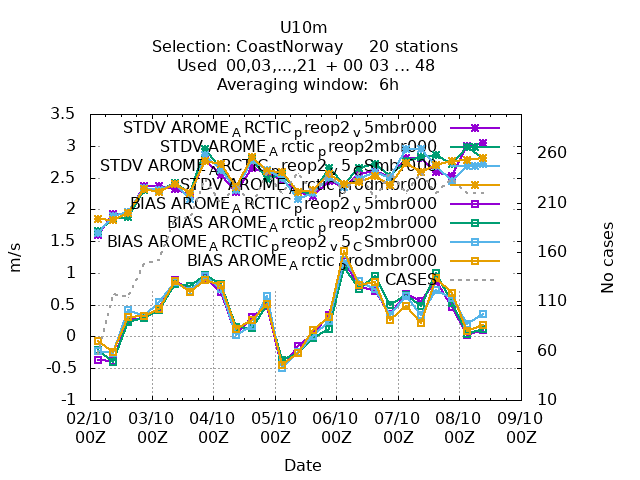 U10m
Selection: CoastNorway 20 stations
Used 00,03,...,21 + 00 03 ... 48
Averaging window: 6h
3.5
3
2.5
2
1.5
1
0.5
0
-0.5
-1
m/s
STDV AROME_ARCTIC_preop2_v5mbr000
STDV AROME_Arctic_preop2mbr000
STDV AROME_ARCTIC_preop2_v5_CSmbr000
STDV AROME_Arctic_prodmbr000
BIAS AROME_ARCTIC_preop2_v5mbr000
BIAS AROME_Arctic_preop2mbr000
BIAS AROME_ARCTIC_preop2_v5_CSmbr000
BIAS AROME_Arctic_prodmbr000
CASES
260
210
160
110
60
10
No cases
02/10 03/10 04/10 05/10 06/10 07/10 08/10 09/10
00Z 00Z 00Z 00Z 00Z 00Z 00Z 00Z
Date